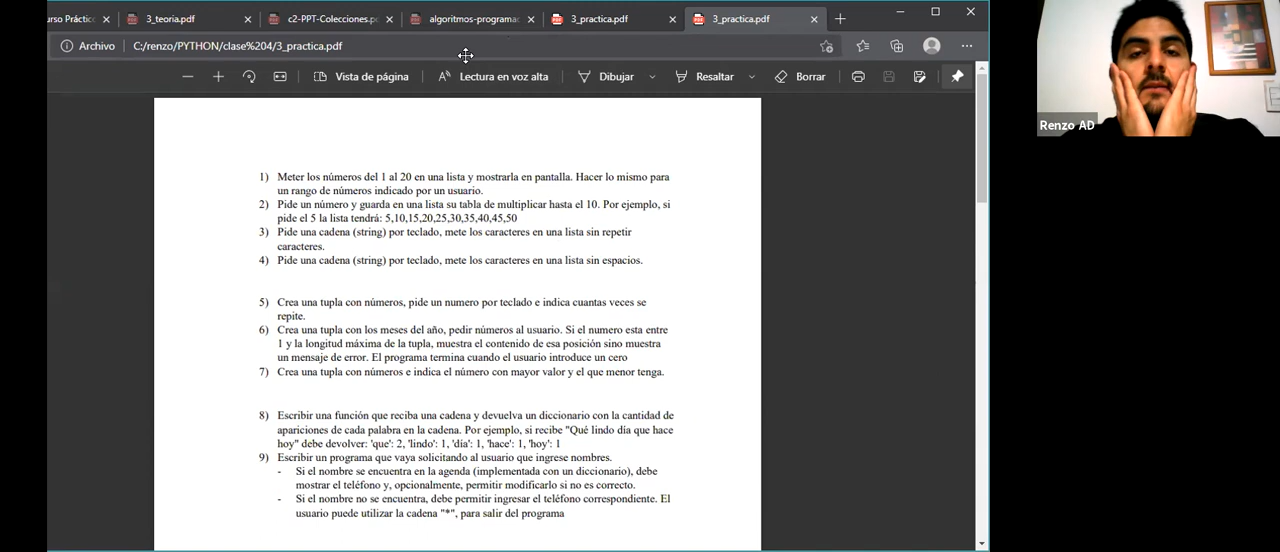 urso Práctic
3_teoria.pdf
c2-PPT-Colecciones.pd
algoritmos-programac
3_practica.pdf
3_practica.pdf
Archivo
C:/renzo/PYTHON/clase%204/3_practica.pdf
Vista de página
Lectura en voz alta
Dibujar
Resaltar
Borrar
Renzo AD
1) Meter los números del 1 al 20 en una lista y mostrarla en pantalla. Hacer lo mismo para
un rango de números indicado por un usuario.
2) Pide un número y guarda en una lista su tabla de multiplicar hasta el 10. Por ejemplo, si
pide el 5 la lista tendrá: 5,10,15,20,25,30,35,40,45,50
3) Pide una cadena (string) por teclado, mete los caracteres en una lista sin repetir
caracteres.
4) Pide una cadena (string) por teclado, mete los caracteres en una lista sin espacios.
5) Crea una tupla con números, pide un numero por teclado e indica cuantas veces se
repite.
6) Crea una tupla con los meses del año, pedir números al usuario. Si el numero esta entre
1 y la longitud máxima de la tupla, muestra el contenido de esa posición sino muestra
un mensaje de error. El programa termina cuando el usuario introduce un cero
7) Crea una tupla con números e indica el número con mayor valor y el que menor tenga.
8) Escribir una función que reciba una cadena y devuelva un diccionario con la cantidad de
apariciones de cada palabra en la cadena. Por ejemplo, si recibe "Qué lindo día que hace
hoy" debe devolver: 'que': 2, 'lindo': 1, 'día': 1, 'hace': 1, 'hoy': 1
9) Escribir un programa que vaya solicitando al usuario que ingrese nombres.
- Si el nombre se encuentra en la agenda (implementada con un diccionario), debe
mostrar el teléfono y, opcionalmente, permitir modificarlo si no es correcto.
- Si el nombre no se encuentra, debe permitir ingresar el teléfono correspondiente. El
usuario puede utilizar la cadena "*", para salir del programa